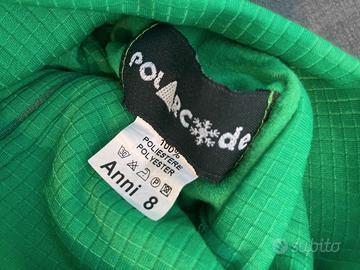 POLARCODE
100%
POLIESTERE
POLYESTER
Anni 8
subito